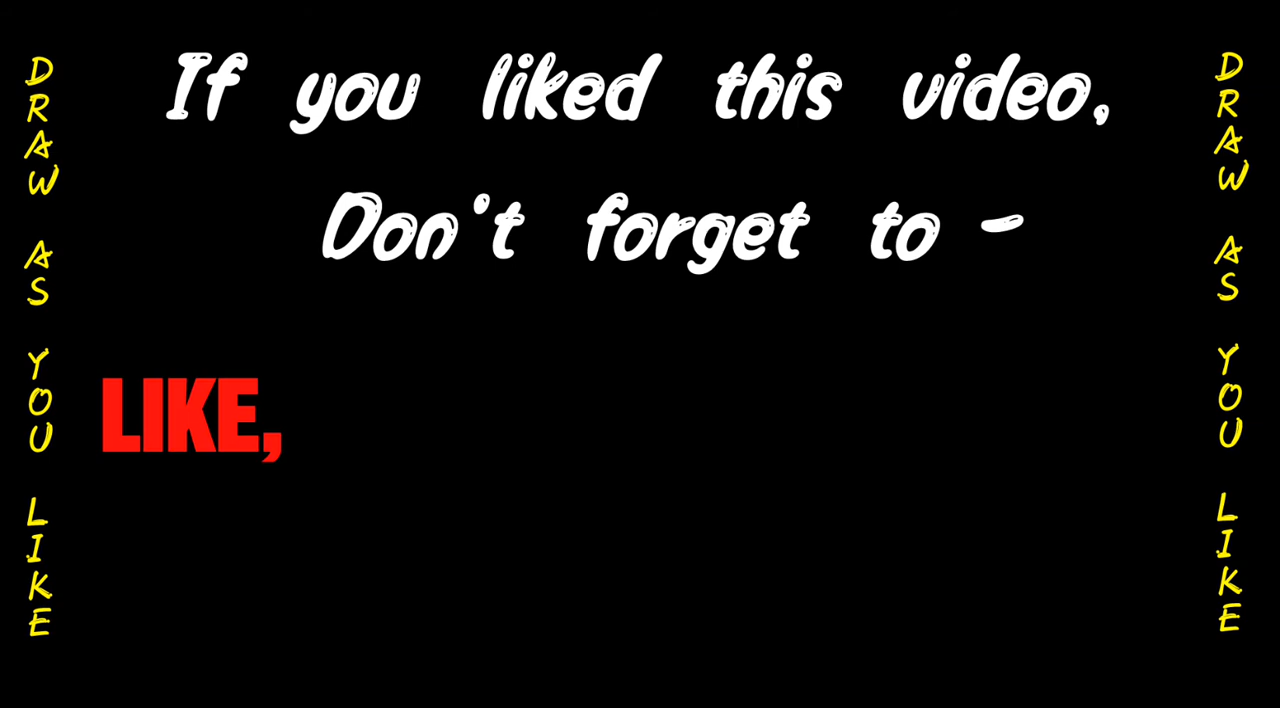 If you liked this video,
Don't forget to -
LIKE,
DRAW AS YOU LIKE
DRAW AS YOU LIKE